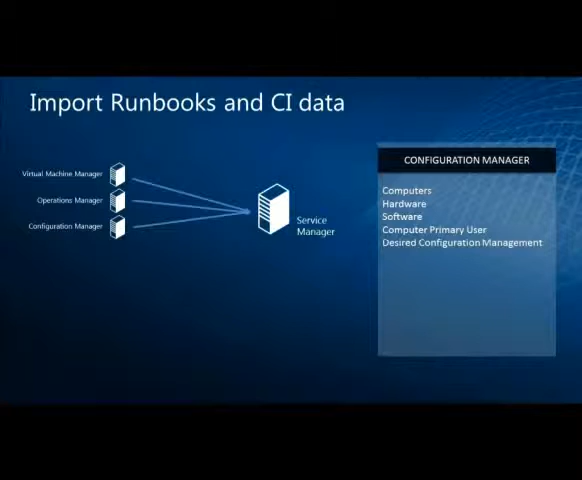 Import Runbooks and CI data
Virtual Machine Manager
Operations Manager
Configuration Manager
Service
Manager
CONFIGURATION MANAGER
Computers
Hardware
Software
Computer Primary User
Desired Configuration Management